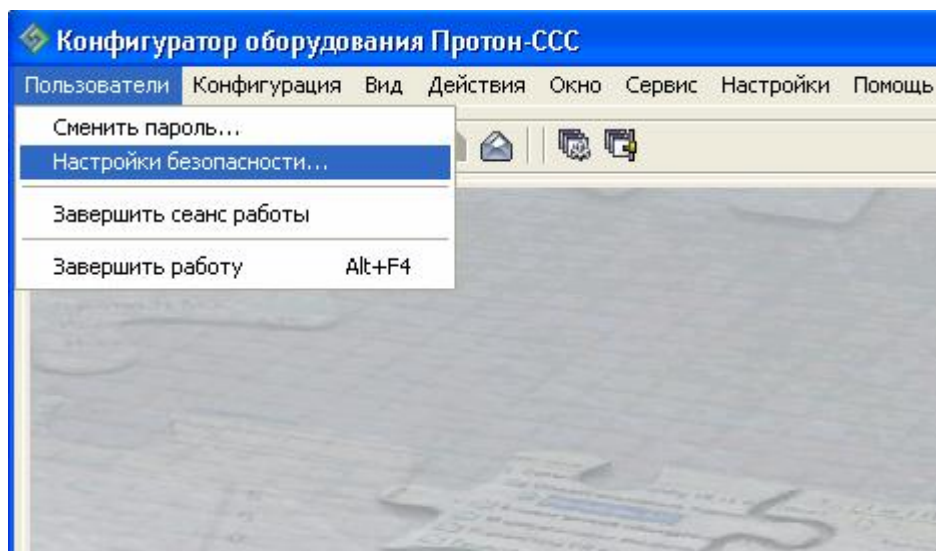 Конфигуратор оборудования Протон-ССС
Пользователи Конфигурация Вид Действия Окно Сервис Настройки Помощь
Сменить пароль...
Настройки безопасности...
Завершить сеанс работы
Завершить работу Alt+F4